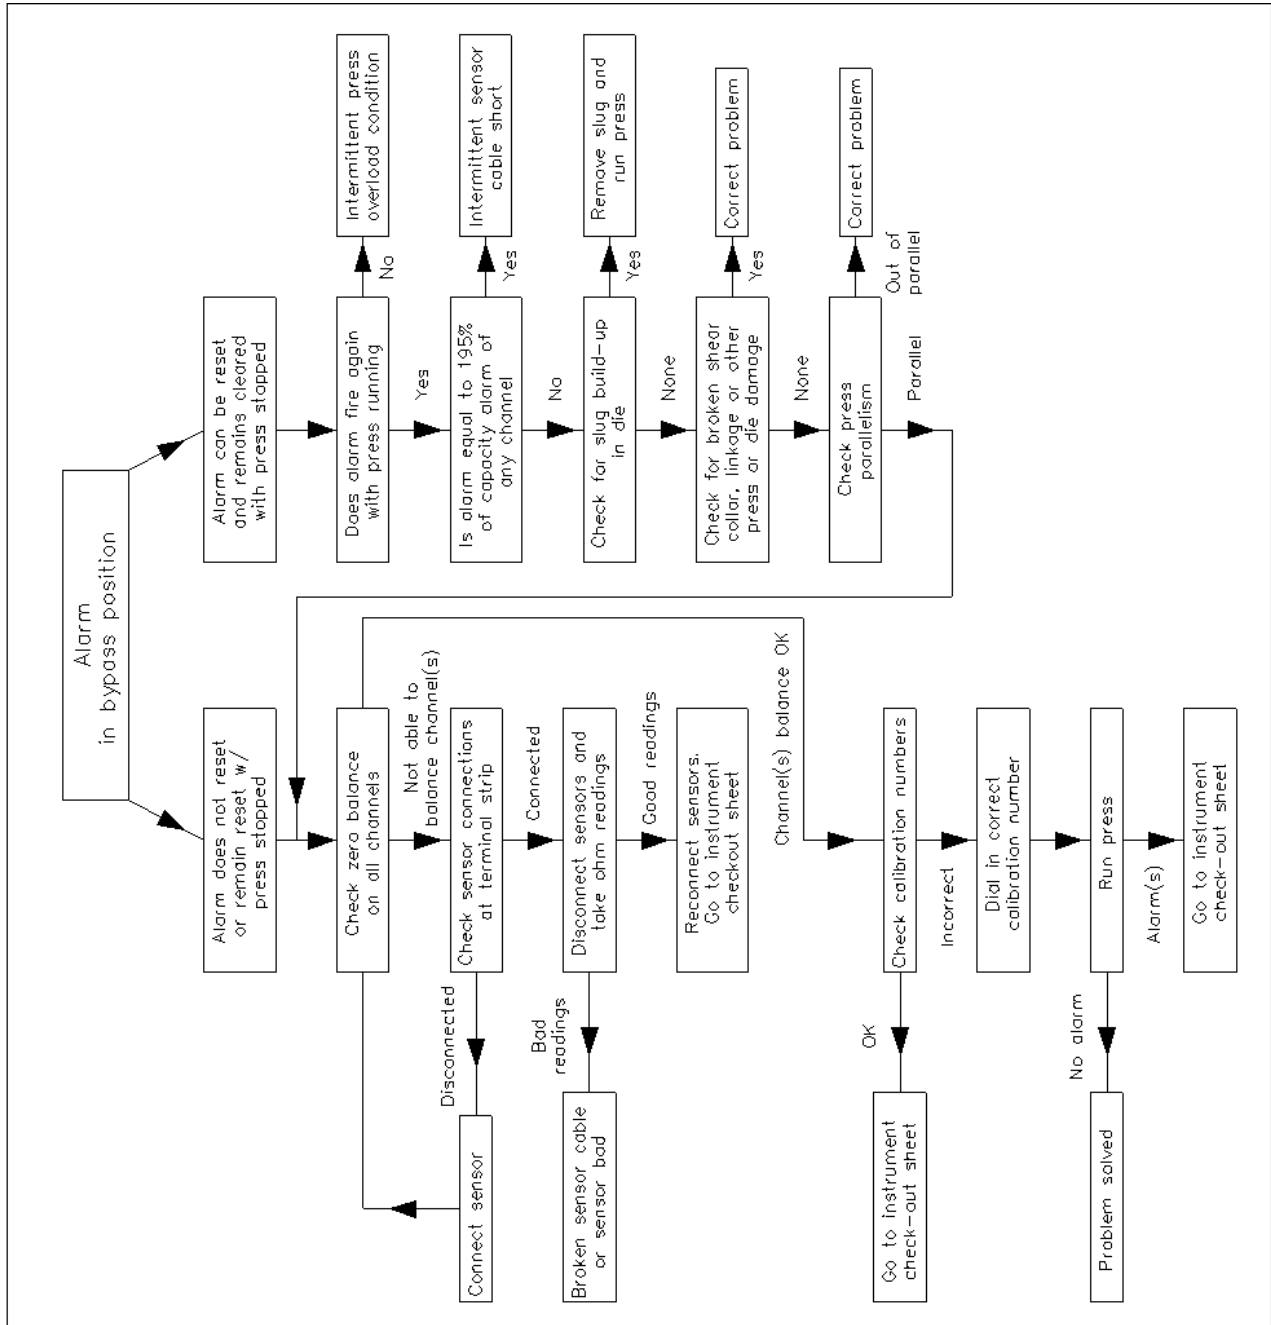 Alarm
in bypass position
Alarm does not reset
or remain reset w/
press stopped
Check zero balance
on all channels
Not able to
balance channel(s)
Check sensor connections
at terminal strip
Disconnected
Connect sensor
Connected
Disconnect sensors and
take ohm readings
Bad
readings
Broken sensor cable
or sensor bad
Good readings
Reconnect sensors.
Go to instrument
checkout sheet
Channel(s) balance OK
Check calibration numbers
OK
Go to instrument
check-out sheet
Incorrect
Dial in correct
calibration number
Run press
No alarm
Problem solved
Alarm(s)
Go to instrument
check-out sheet
Alarm can be reset
and remains cleared
with press stopped
Does alarm fire again
with press running
No
Intermittent press
overload condition
Yes
Is alarm equal to 195%
of capacity alarm of
any channel
Yes
Intermittent sensor
cable short
No
Check for slug build-up
in die
Yes
Remove slug and
run press
None
Check for broken shear
collar, linkage or other
press or die damage
Yes
Correct problem
None
Check press
parallelism
Out of
parallel
Correct problem
Parallel